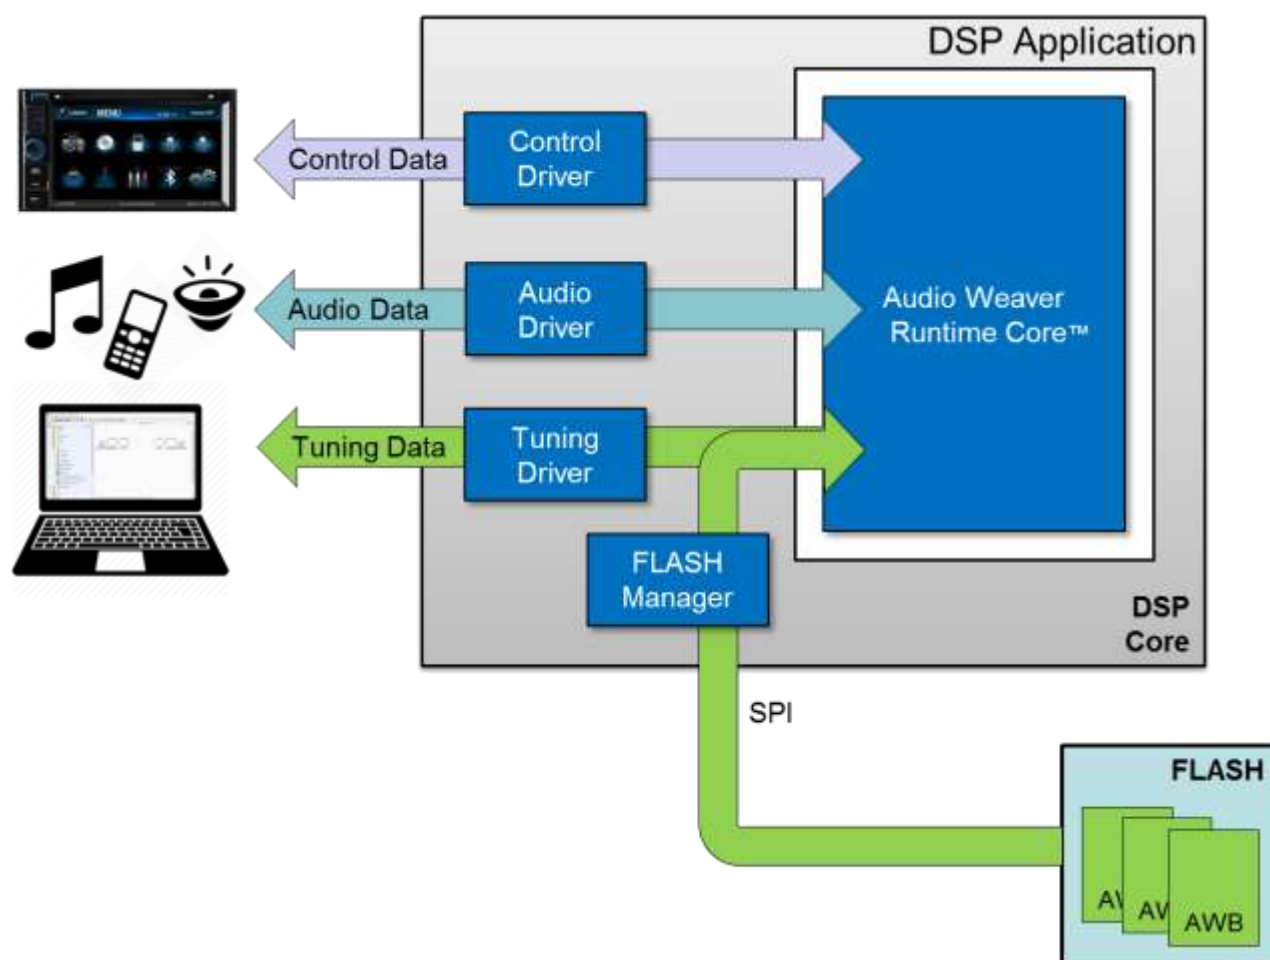 DSP Application
MENU
Control Data
Control
Driver
Audio Data
Audio
Driver
Audio Weaver
Runtime Core™
Tuning Data
Tuning
Driver
FLASH
Manager
DSP
Core
SPI
FLASH
AWB